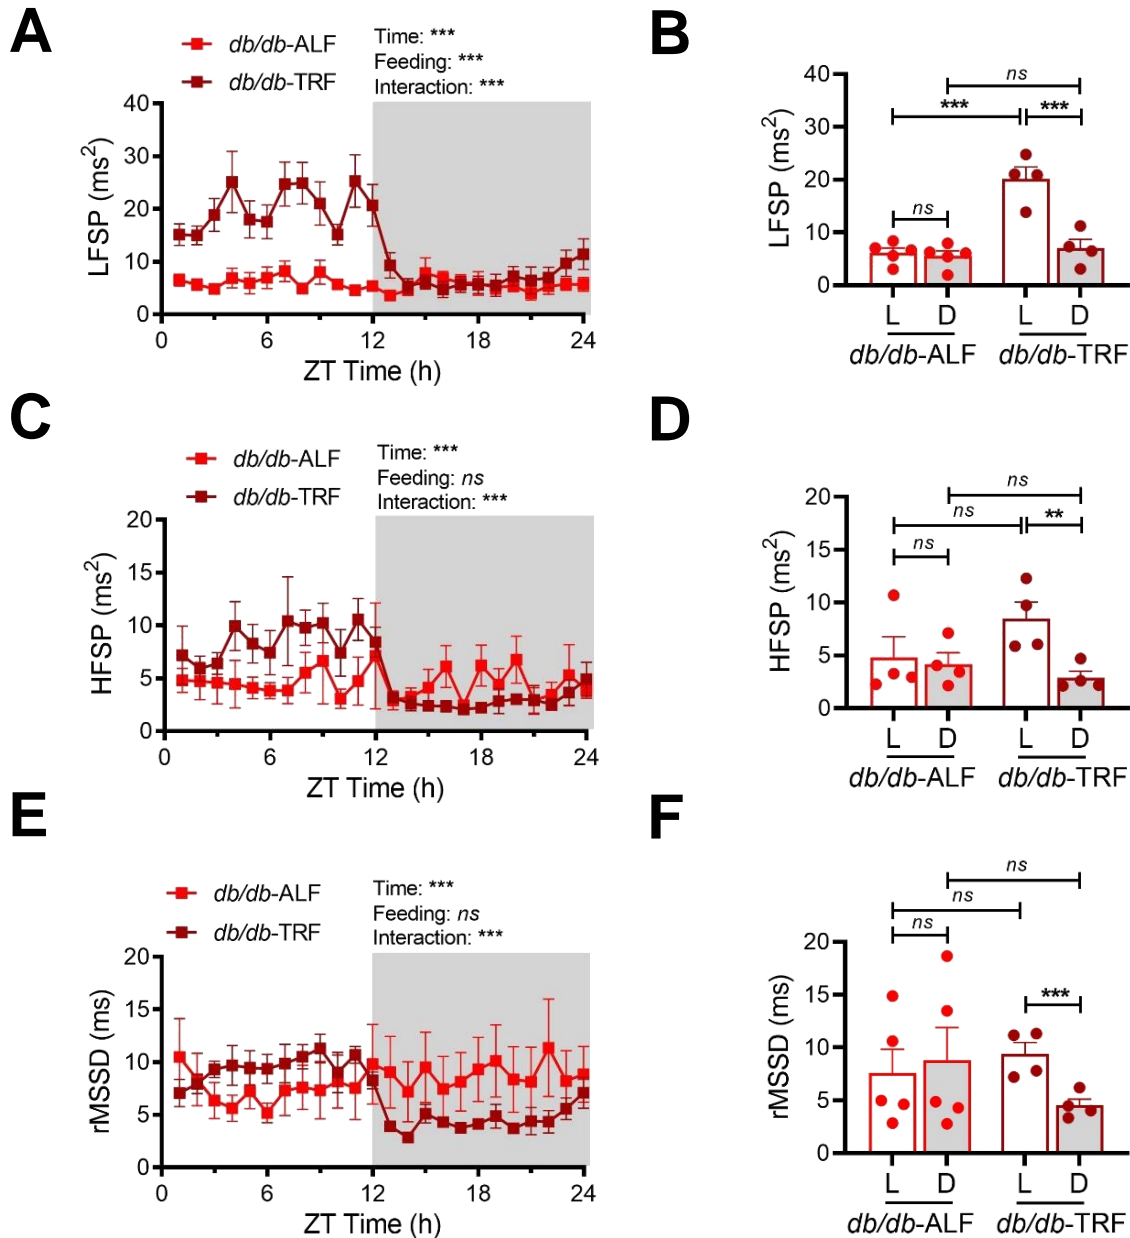 A
db/db-ALF
db/db-TRF
Time: ***
Feeding: ***
Interaction: ***
40
30
20
10
0
LFSP (ms²)
0 6 12 18 24
ZT Time (h)
B
40
30
20
10
0
LFSP (ms²)
ns
*** ***
ns
L D L D
db/db-ALF db/db-TRF
C
db/db-ALF
db/db-TRF
Time: ***
Feeding: ns
Interaction: ***
20
15
10
5
0
HFSP (ms²)
0 6 12 18 24
ZT Time (h)
D
20
15
10
5
0
HFSP (ms²)
ns
ns **
ns
L D L D
db/db-ALF db/db-TRF
E
db/db-ALF
db/db-TRF
Time: ***
Feeding: ns
Interaction: ***
20
15
10
5
0
rMSSD (ms)
0 6 12 18 24
ZT Time (h)
F
20
15
10
5
0
rMSSD (ms)
ns
ns
ns
***
L D L D
db/db-ALF db/db-TRF